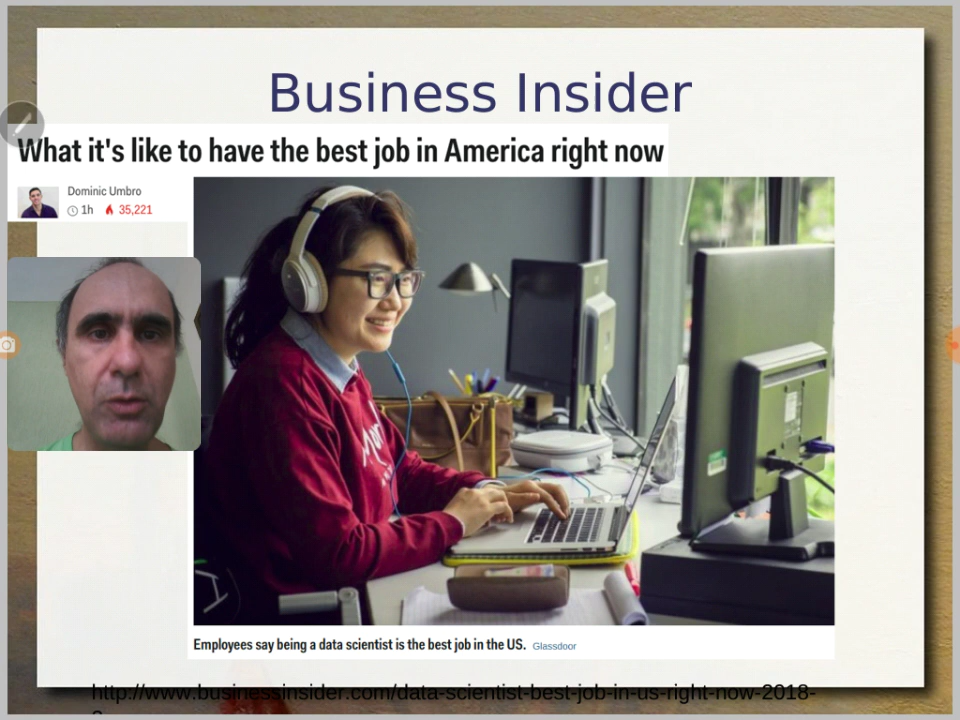 Business Insider
What it's like to have the best job in America right now
Dominic Umbro
1h 35,221
Employees say being a data scientist is the best job in the US. Glassdoor
http://www.businessinsider.com/data-scientist-best-job-in-us-right-now-2018-